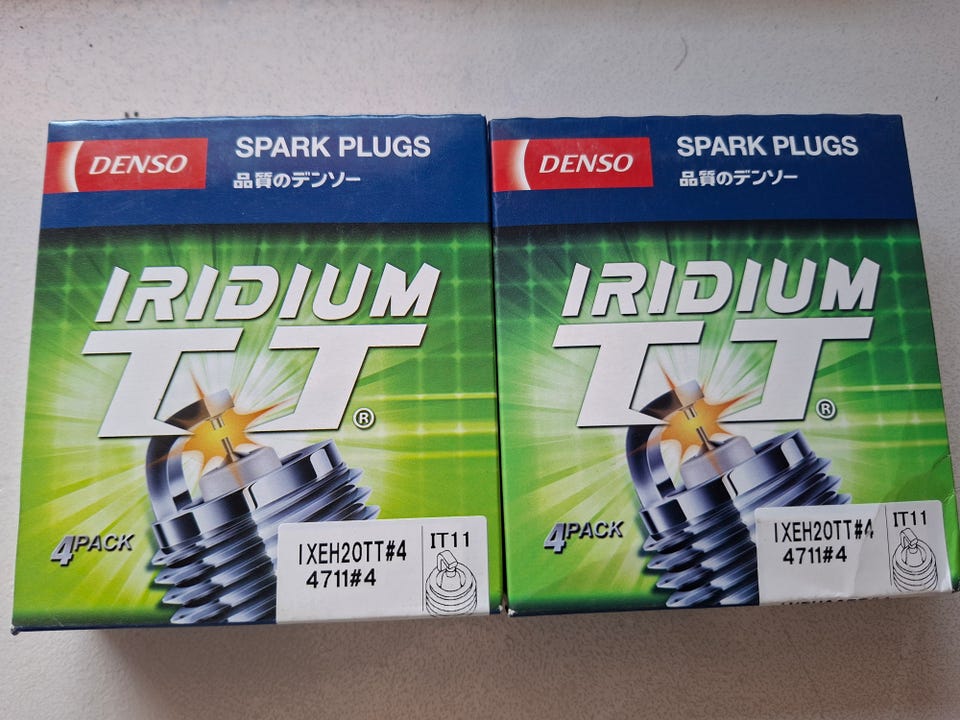 DENSO
SPARK PLUGS
品質のデンソー
IRIDIUM
TT®
4PACK
IXEH20TT#4
4711#4
IT11
DENSO
SPARK PLUGS
品質のデンソー
IRIDIUM
TT®
4PACK
IXEH20TT#4
4711#4
IT11